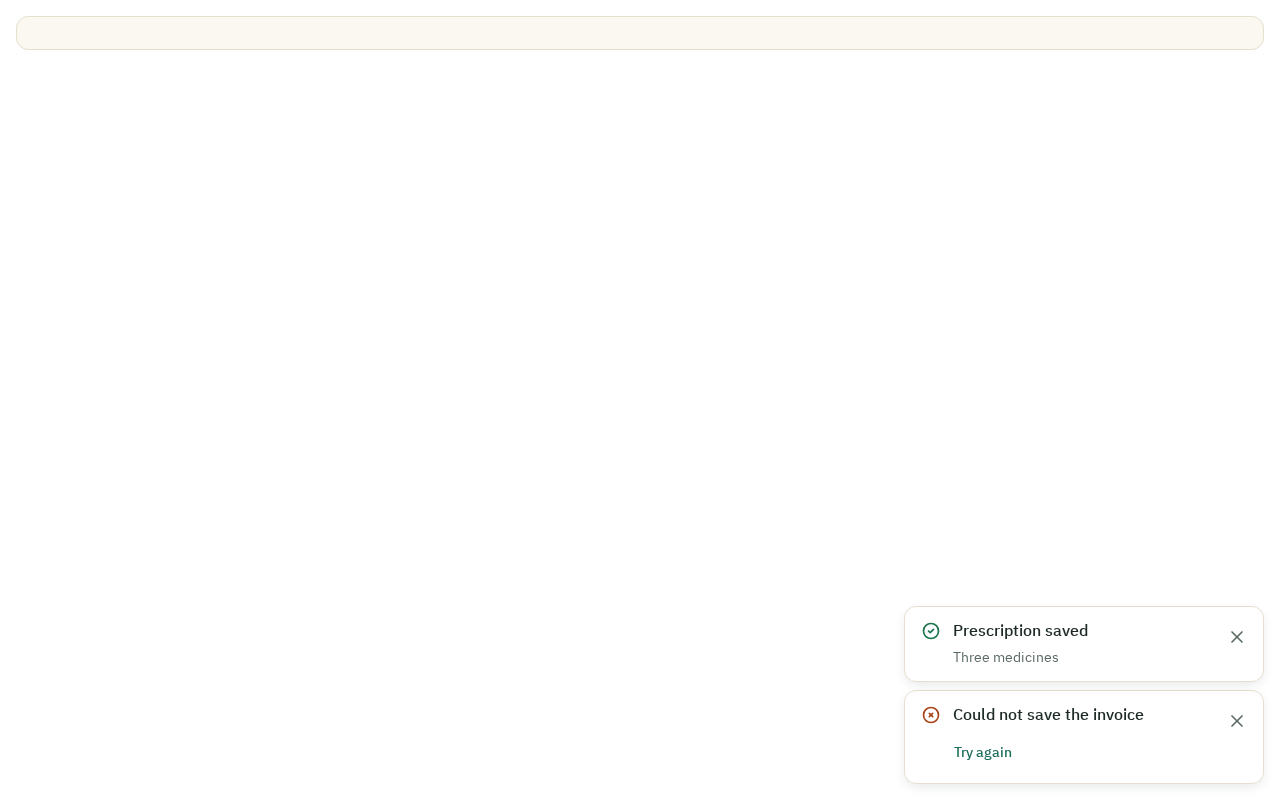 Prescription saved
Three medicines
Could not save the invoice
Try again